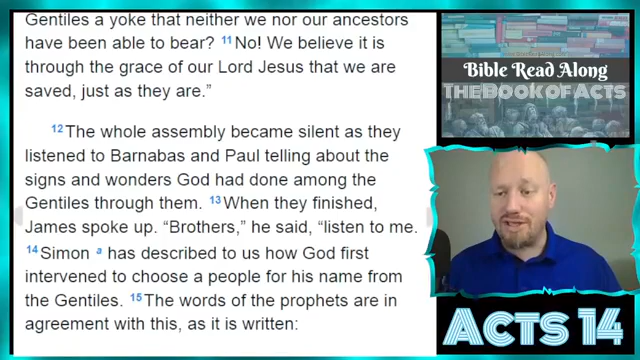 Gentiles a yoke that neither we nor our ancestors
have been able to bear? 11 No! We believe it is
through the grace of our Lord Jesus that we are
saved, just as they are.”
12 The whole assembly became silent as they
listened to Barnabas and Paul telling about the
signs and wonders God had done among the
Gentiles through them. 13 When they finished,
James spoke up. “Brothers,” he said, “listen to me.
14 Simon a has described to us how God first
intervened to choose a people for his name from
the Gentiles. 15 The words of the prophets are in
agreement with this, as it is written:
Bible Read Along
THE BOOK OF ACTS
ACTS 14